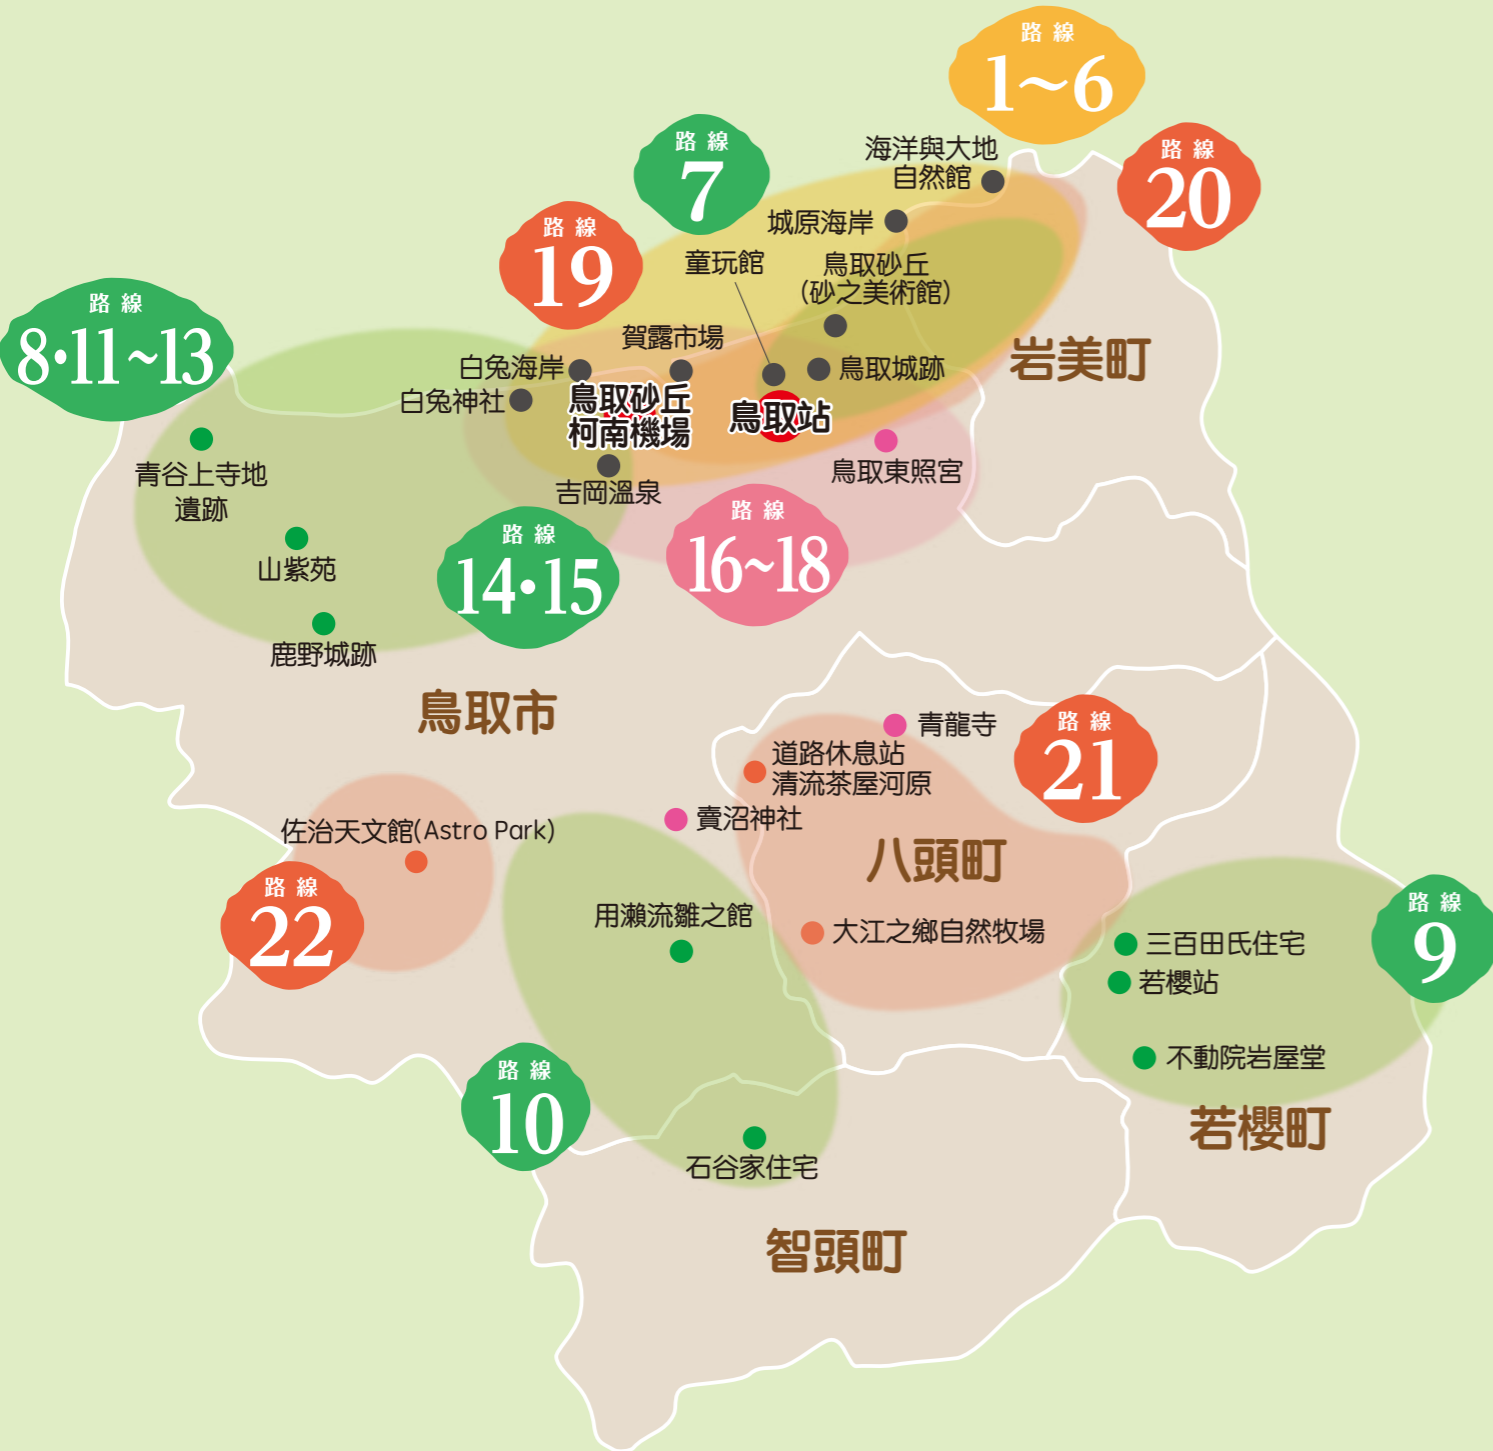 路線
1～6
路線
7
海洋與大地
自然館
路線
20
路線
19
城原海岸
童玩館
鳥取砂丘
(砂之美術館)
路線
8·11～13
賀露市場
岩美町
白兔海岸
鳥取城跡
白兔神社
鳥取砂丘
柯南機場
鳥取站
青谷上寺地
遺跡
鳥取東照宮
吉岡溫泉
路線
14·15
路線
16～18
山紫苑
鹿野城跡
鳥取市
青龍寺
路線
21
道路休息站
清流茶屋河原
賣沼神社
佐治天文館(Astro Park)
八頭町
路線
22
用瀨流雛之館
大江之鄉自然牧場
三百田氏住宅
路線
9
若櫻站
不動院岩屋堂
路線
10
若櫻町
石谷家住宅
智頭町